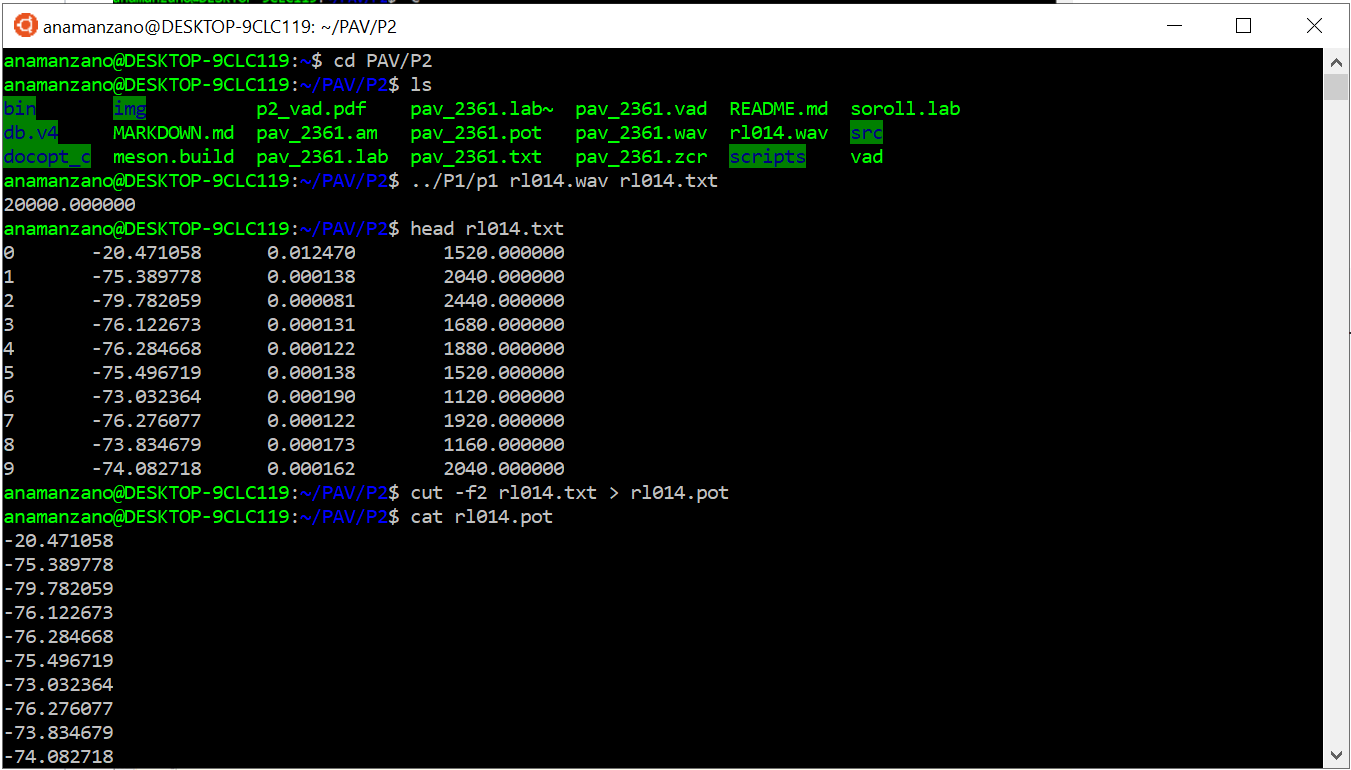 anamanzano@DESKTOP-9CLC119: ~/PAV/P2
anamanzano@DESKTOP-9CLC119:~$ cd PAV/P2
anamanzano@DESKTOP-9CLC119:~/PAV/P2$ ls
bin img p2_vad.pdf pav_2361.lab~ pav_2361.vad README.md soroll.lab
db.v4 MARKDOWN.md pav_2361.am pav_2361.pot pav_2361.wav rl014.wav src
docopt_c meson.build pav_2361.lab pav_2361.txt pav_2361.zcr scripts vad
anamanzano@DESKTOP-9CLC119:~/PAV/P2$ ../P1/p1 rl014.wav rl014.txt
20000.000000
anamanzano@DESKTOP-9CLC119:~/PAV/P2$ head rl014.txt
0 -20.471058 0.012470 1520.000000
1 -75.389778 0.000138 2040.000000
2 -79.782059 0.000081 2440.000000
3 -76.122673 0.000131 1680.000000
4 -76.284668 0.000122 1880.000000
5 -75.496719 0.000138 1520.000000
6 -73.032364 0.000190 1120.000000
7 -76.276077 0.000122 1920.000000
8 -73.834679 0.000173 1160.000000
9 -74.082718 0.000162 2040.000000
anamanzano@DESKTOP-9CLC119:~/PAV/P2$ cut -f2 rl014.txt > rl014.pot
anamanzano@DESKTOP-9CLC119:~/PAV/P2$ cat rl014.pot
-20.471058
-75.389778
-79.782059
-76.122673
-76.284668
-75.496719
-73.032364
-76.276077
-73.834679
-74.082718